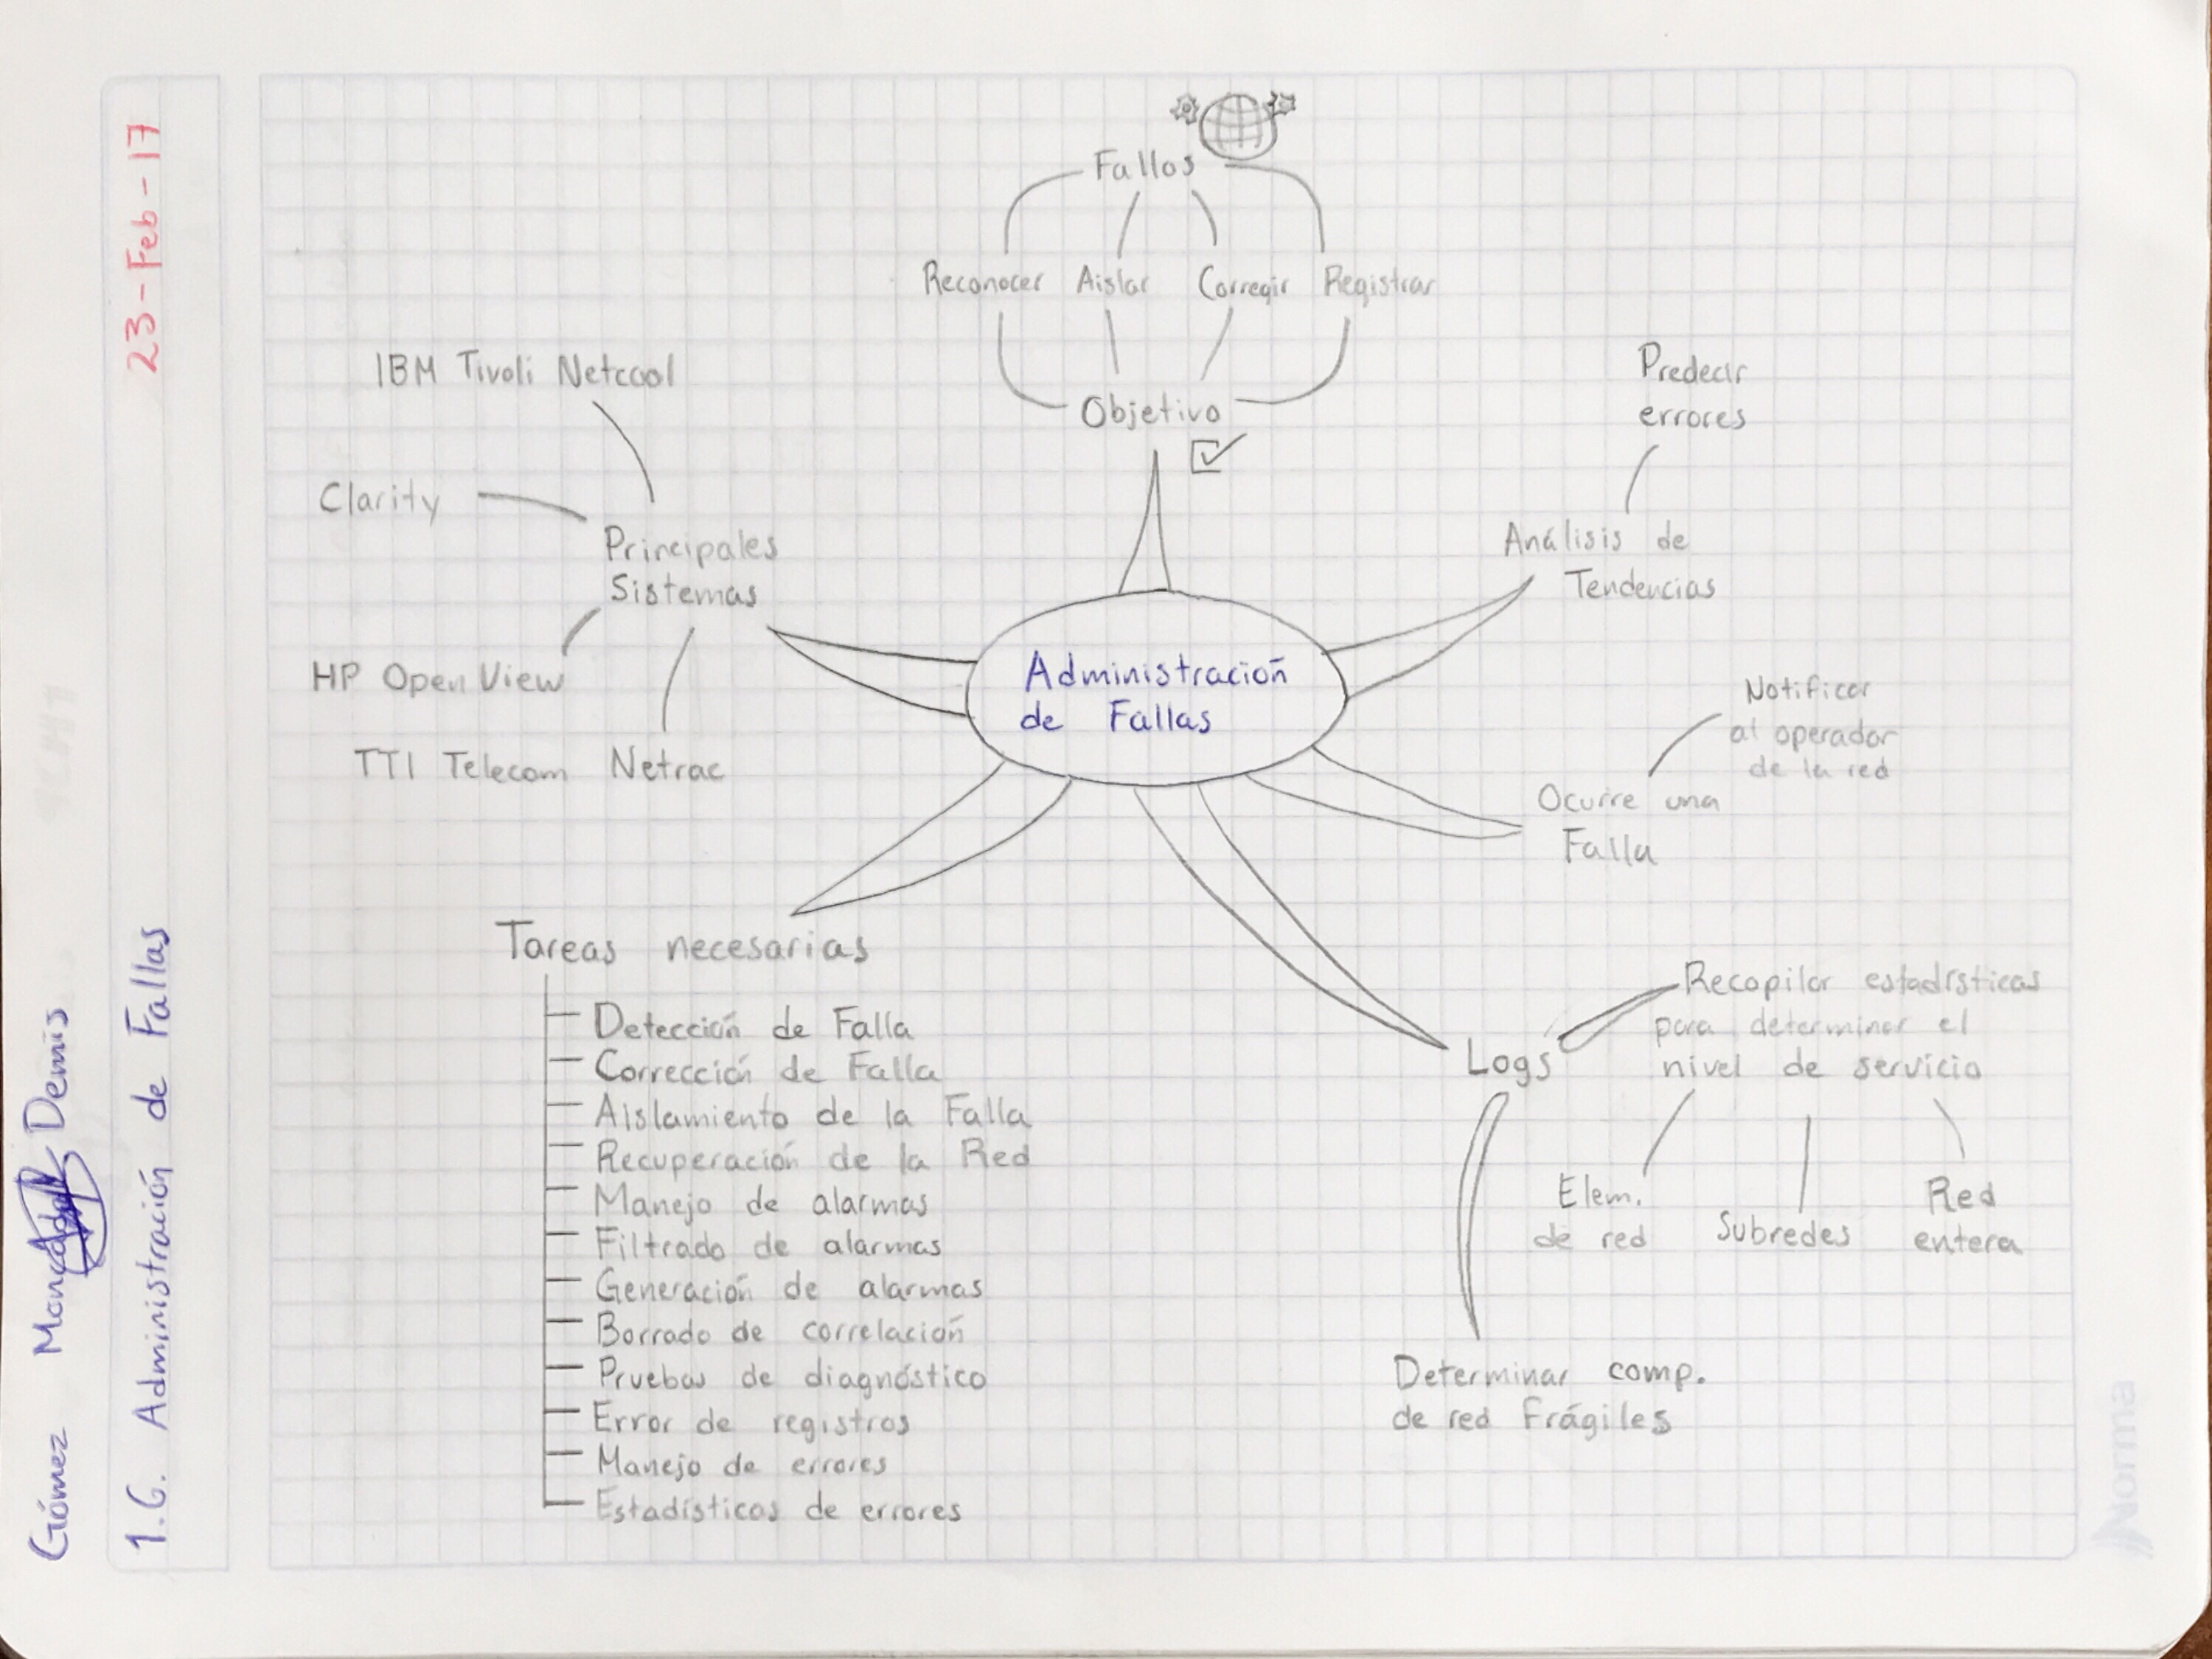 Gómez
Demis
1.6. Administración de Fallas
23-Feb-17
Fallos
Reconocer Aislar Corregir Registrar
Objetivo
Administración
de Fallas
Predecir
errores
Análisis de
Tendencias
Notificar
al operador
de la red
Ocurre una
Falla
Logs
Recopilar estadísticas
para determinar el
nivel de servicio
Elem.
de red
Subredes
Red
entera
Determinar comp.
de red Frágiles
Tareas necesarias
Detección de Falla
Corrección de Falla
Aislamiento de la Falla
Recuperación de la Red
Manejo de alarmas
Filtrado de alarmas
Generación de alarmas
Borrado de correlación
Pruebas de diagnóstico
Error de registros
Manejo de errores
Estadísticas de errores
Principales
Sistemas
IBM Tivoli Netcool
Clarity
HP Open View
TTI Telecom Netrac
Norma